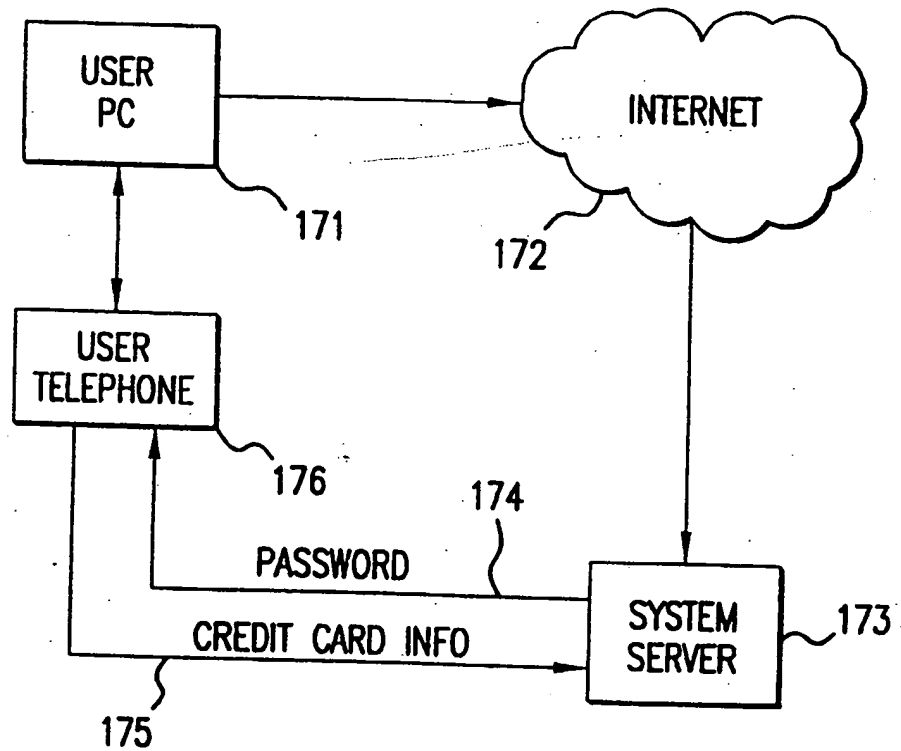 USER
PC
INTERNET
171
172
USER
TELEPHONE
176
174
PASSWORD
SYSTEM
SERVER
173
CREDIT CARD INFO
175